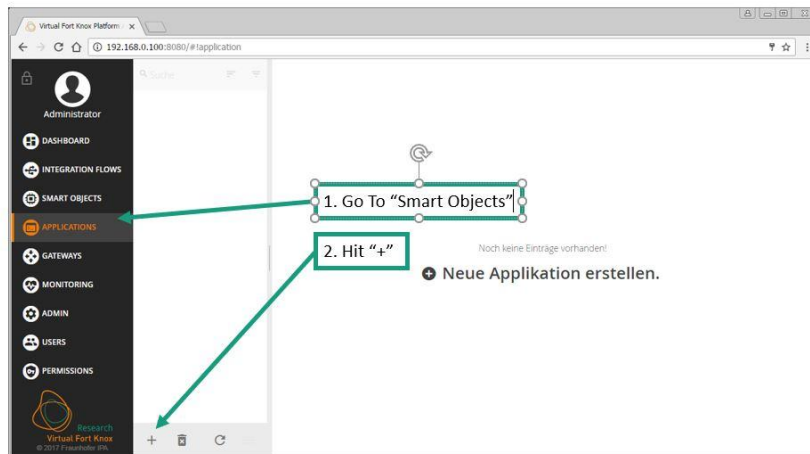 Virtual Fort Knox Platform
192.168.0.100:8080/#!application
Suche
Administrator
DASHBOARD
INTEGRATION FLOWS
SMART OBJECTS
APPLICATIONS
GATEWAYS
MONITORING
ADMIN
USERS
PERMISSIONS
Research
Virtual Fort Knox
© 2017 Fraunhofer IPA
1. Go To “Smart Objects”
2. Hit “+”
Noch keine Einträge vorhanden!
Neue Applikation erstellen.